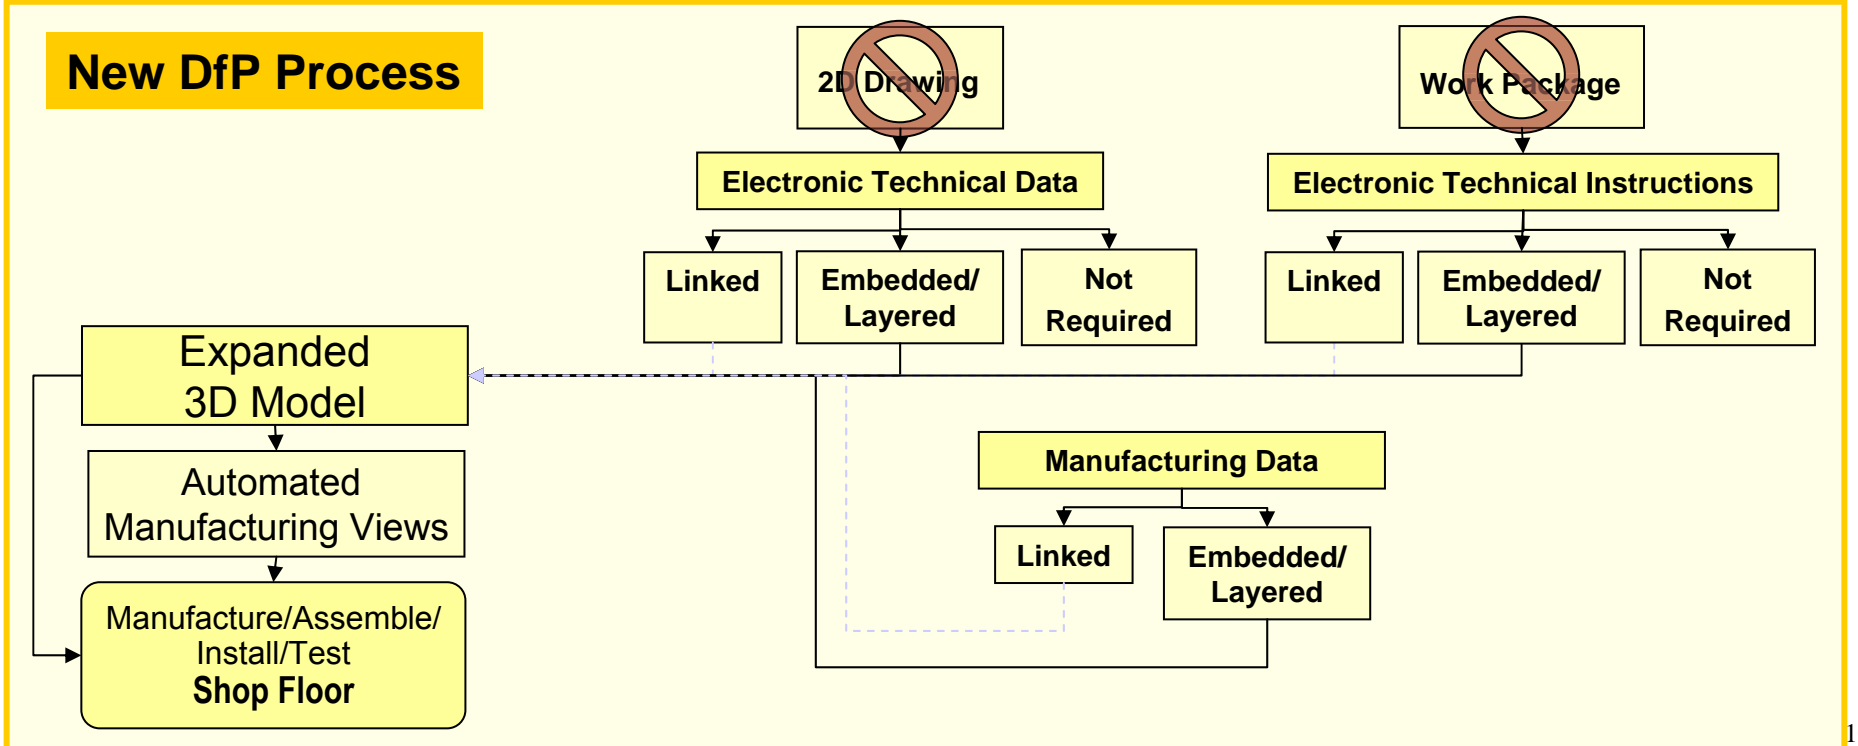 New DfP Process
2D Drawing
Work Package
Electronic Technical Data
Electronic Technical Instructions
Linked
Embedded/
Layered
Not
Required
Linked
Embedded/
Layered
Not
Required
Expanded
3D Model
Automated
Manufacturing Views
Manufacture/Assemble/
Install/Test
Shop Floor
Manufacturing Data
Linked
Embedded/
Layered
1